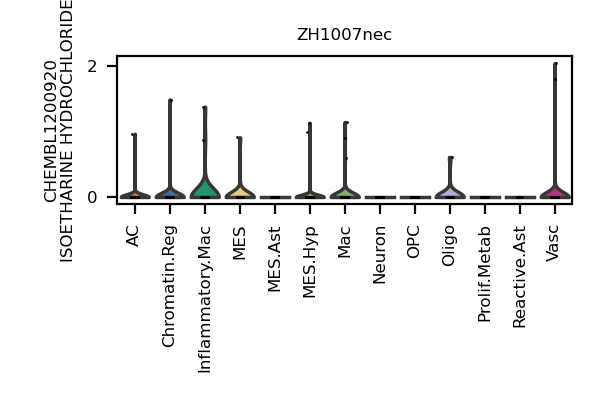 ZH1007nec
CHEMBL1200920
ISOETHARINE HYDROCHLORIDE
2
0
AC
Chromatin.Reg
Inflammatory.Mac
MES
MES.Ast
MES.Hyp
Mac
Neuron
OPC
Oligo
Prolif.Metab
Reactive.Ast
Vasc